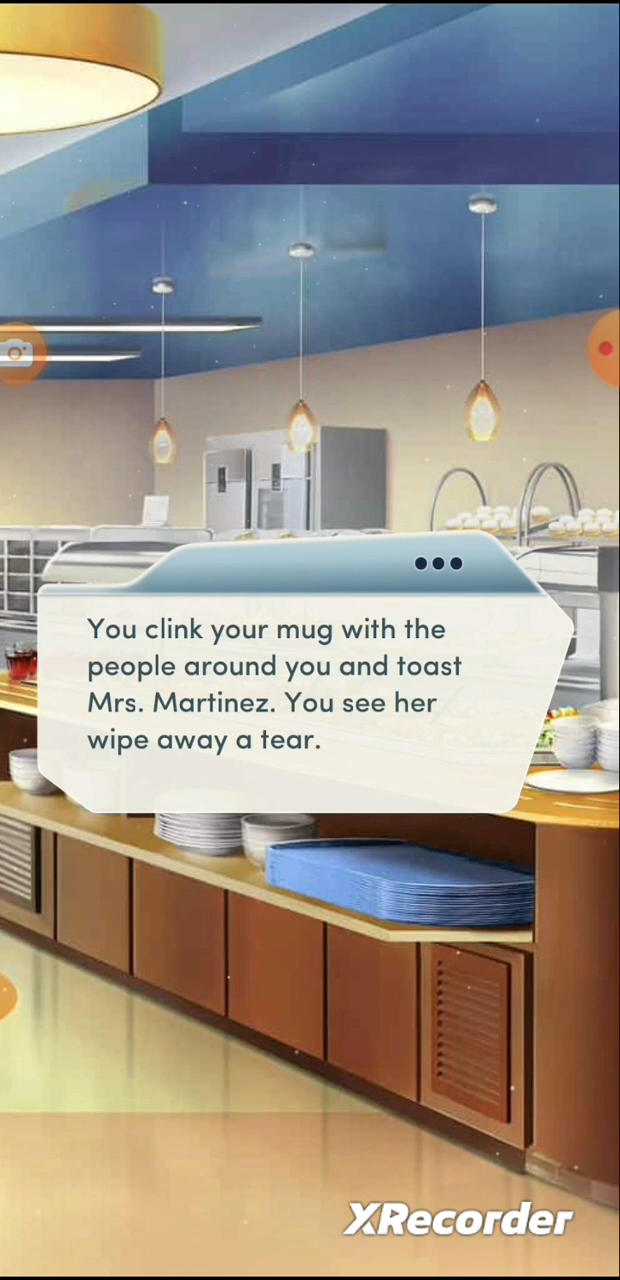 You clink your mug with the
people around you and toast
Mrs. Martinez. You see her
wipe away a tear.
XRecorder